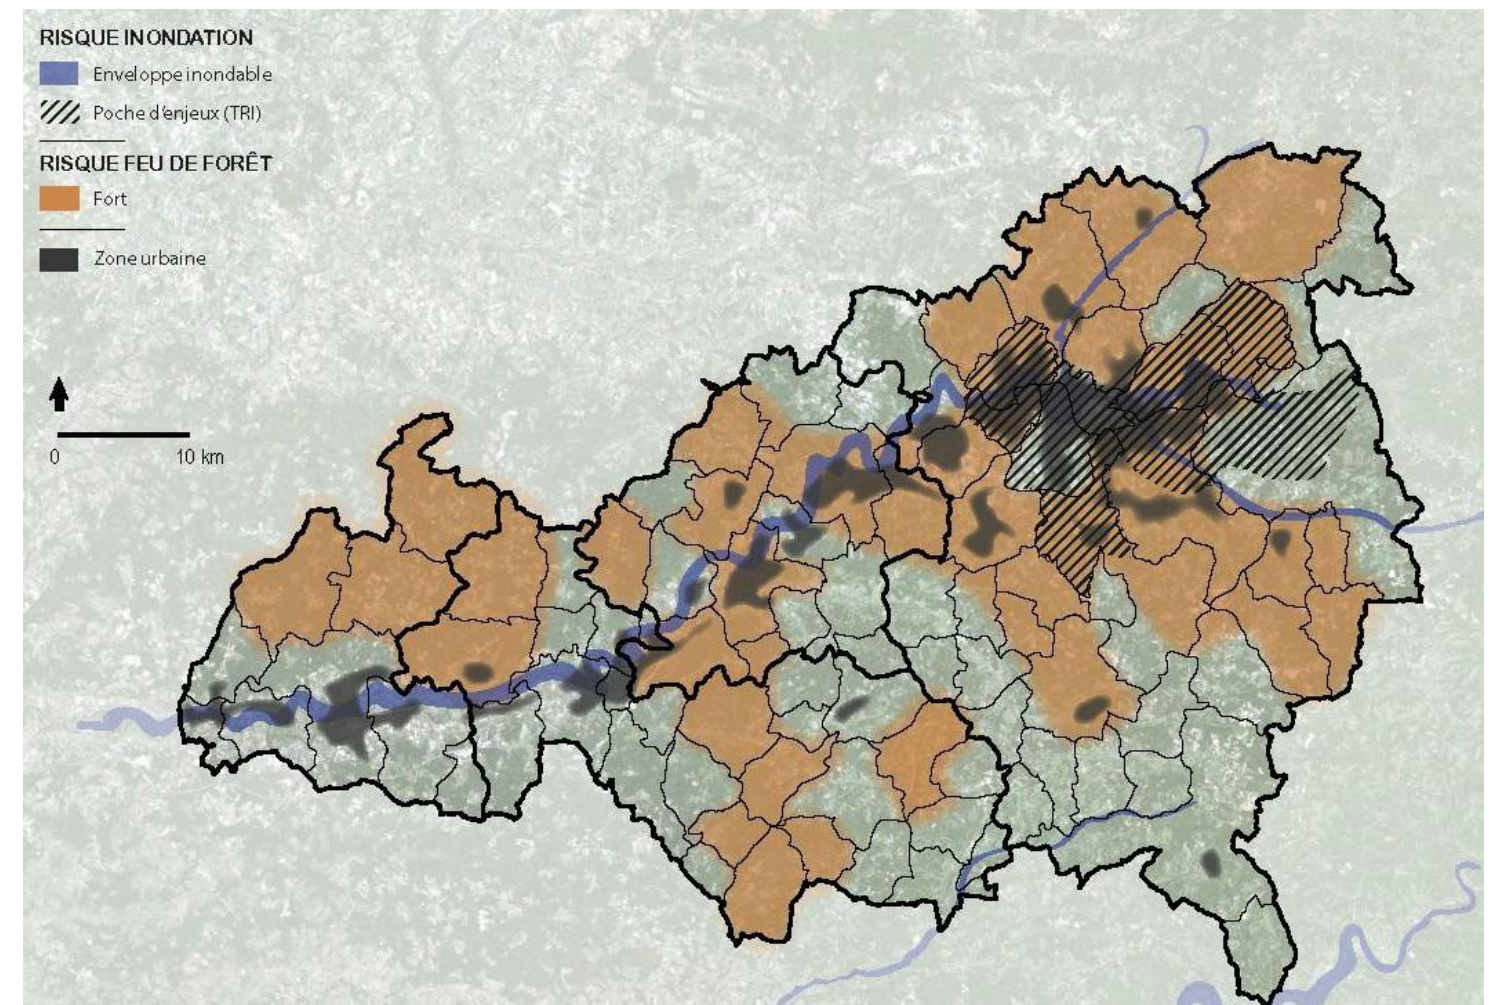 RISQUE INONDATION
Enveloppe inondable
Poche d'enjeux (TRI)
RISQUE FEU DE FORÊT
Fort
Zone urbaine
0 10 km